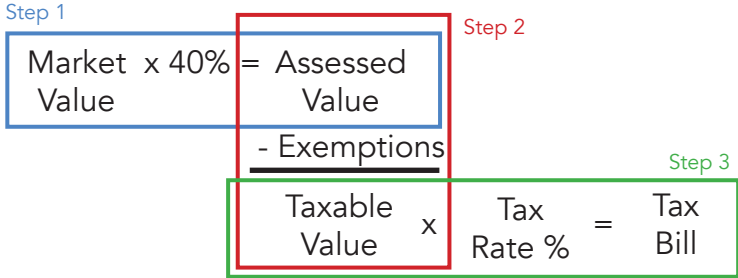 Step 1
Step 2
Market x 40% = Assessed
Value Value
- Exemptions
Step 3
Taxable x Tax = Tax
Value Rate % Bill